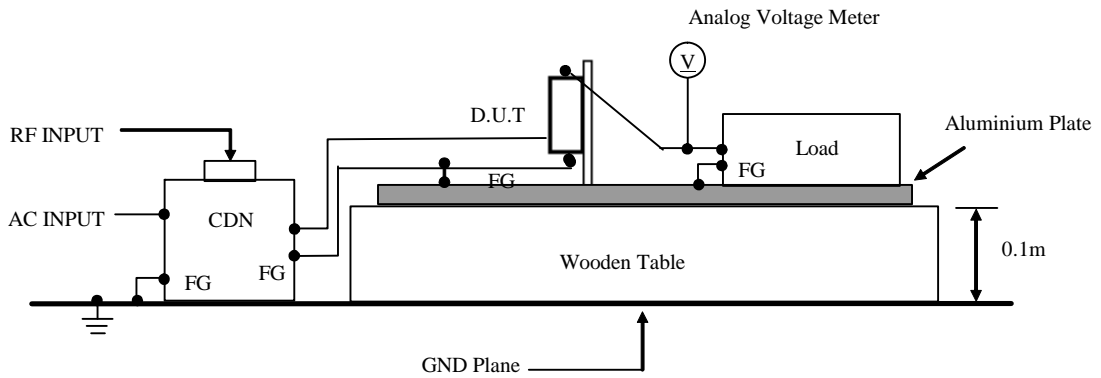 Analog Voltage Meter
V
D.U.T
RF INPUT
Aluminium Plate
Load
FG
FG
AC INPUT
CDN
0.1m
Wooden Table
FG
FG
GND Plane